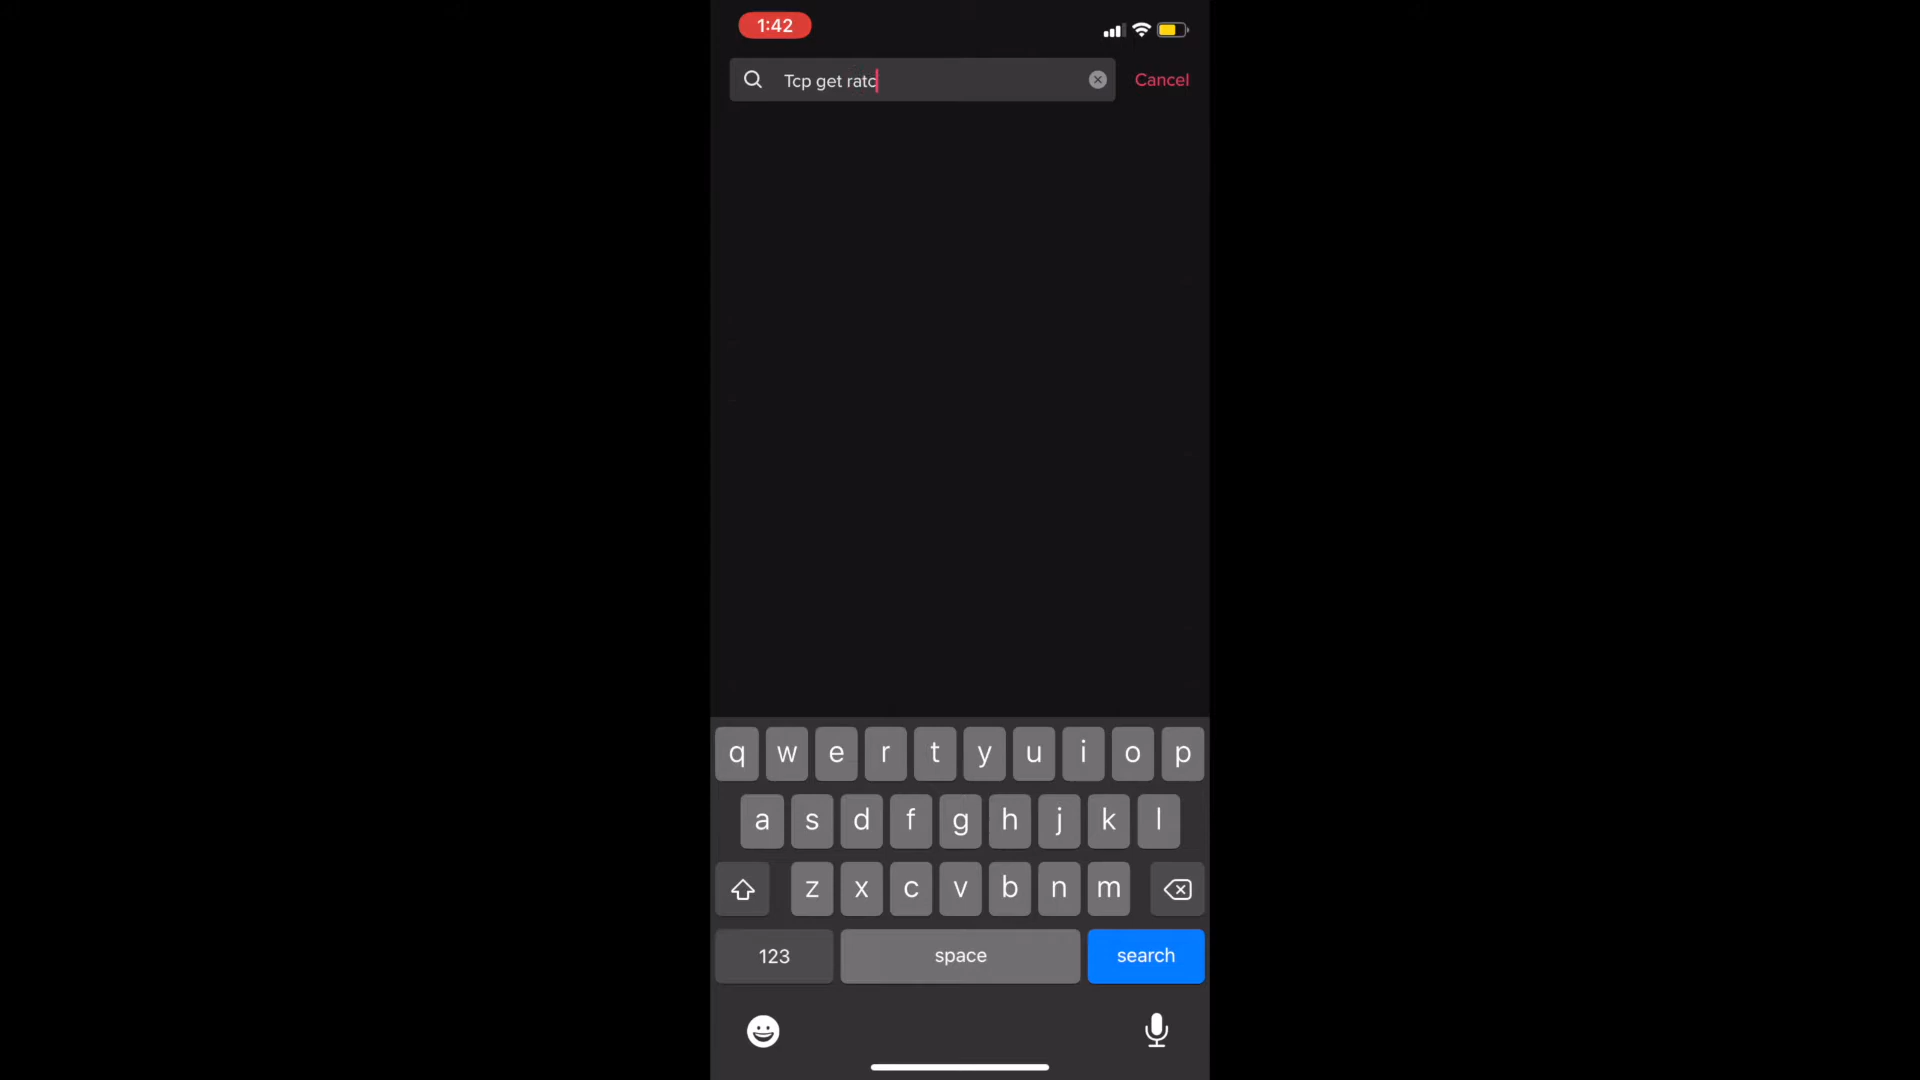 1:42
Tcp get ratc
Cancel
q w e r t y u i o p
a s d f g h j k l
z x c v b n m
123 space search